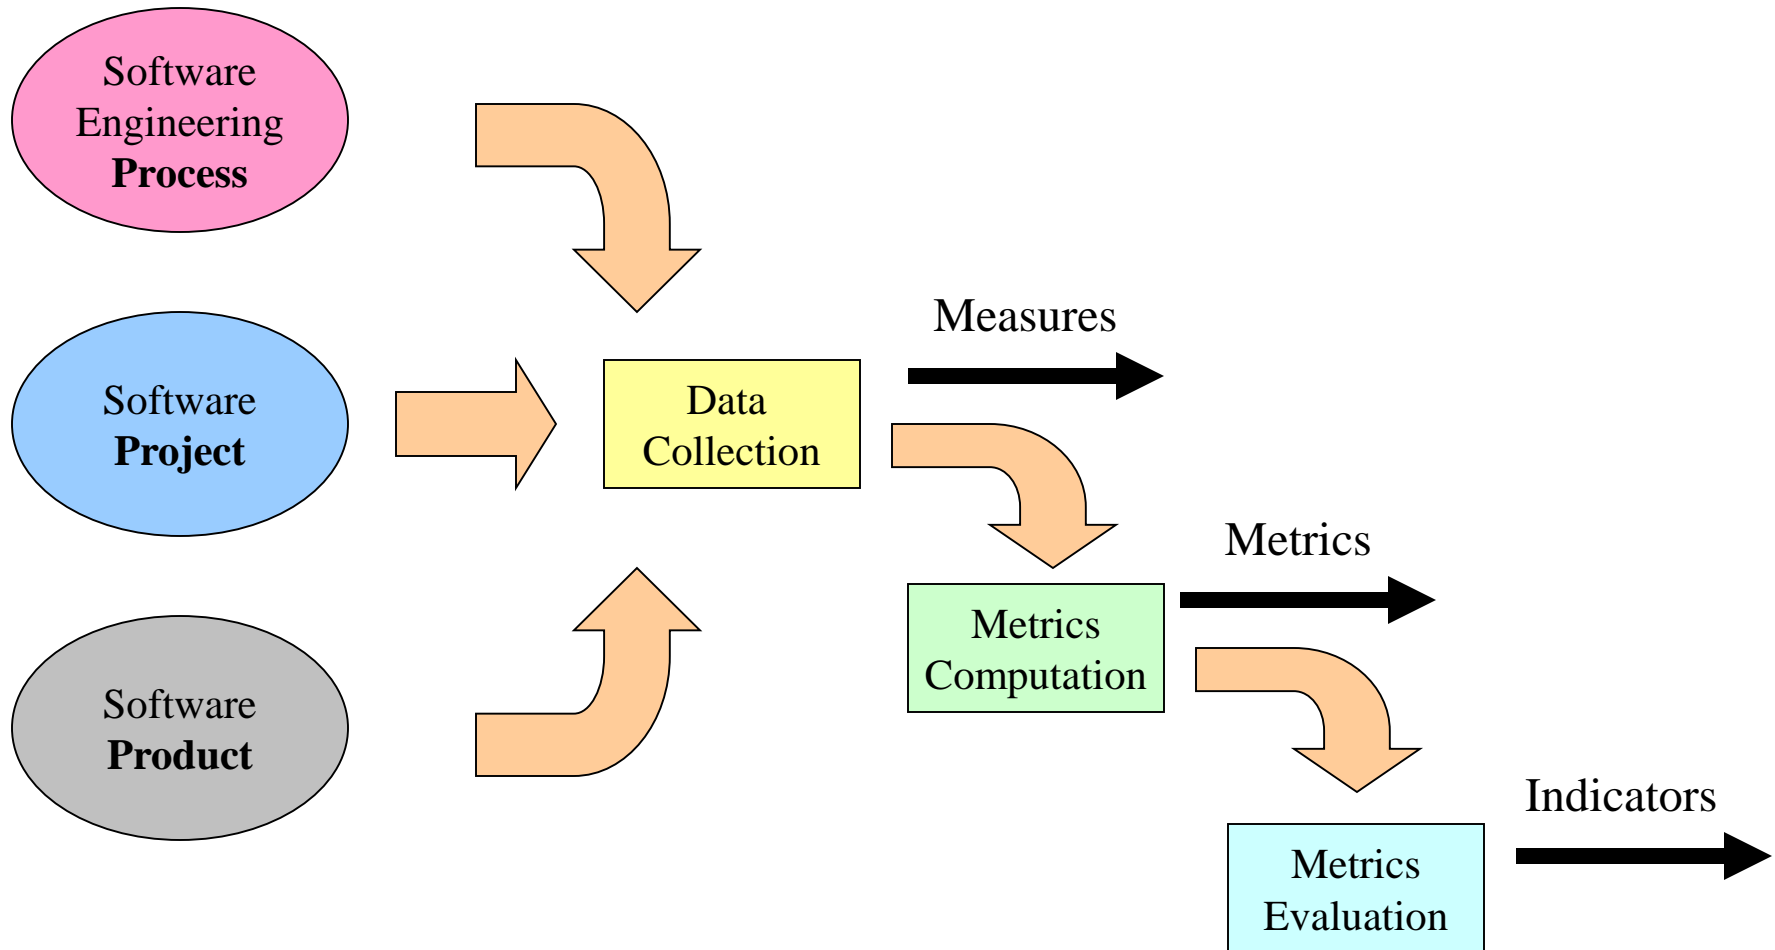 Software
Engineering
Process
Software
Project
Software
Product
Data
Collection
Measures
Metrics
Computation
Metrics
Metrics
Evaluation
Indicators